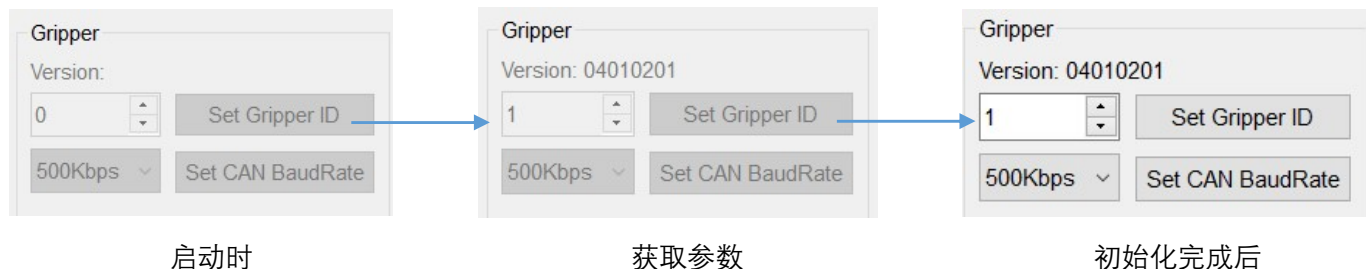 Gripper
Version:
0
Set Gripper ID
500Kbps
Set CAN BaudRate
启动时
Gripper
Version: 04010201
1
Set Gripper ID
500Kbps
Set CAN BaudRate
获取参数
Gripper
Version: 04010201
1
Set Gripper ID
500Kbps
Set CAN BaudRate
初始化完成后